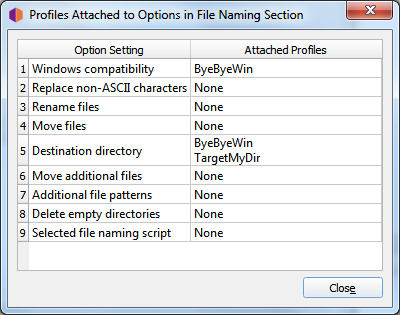 Profiles Attached to Options in File Naming Section
Option Setting Attached Profiles
1 Windows compatibility ByeByeWin
2 Replace non-ASCII characters None
3 Rename files None
4 Move files None
5 Destination directory ByeByeWin
TargetMyDir
6 Move additional files None
7 Additional file patterns None
8 Delete empty directories None
9 Selected file naming script None
Close